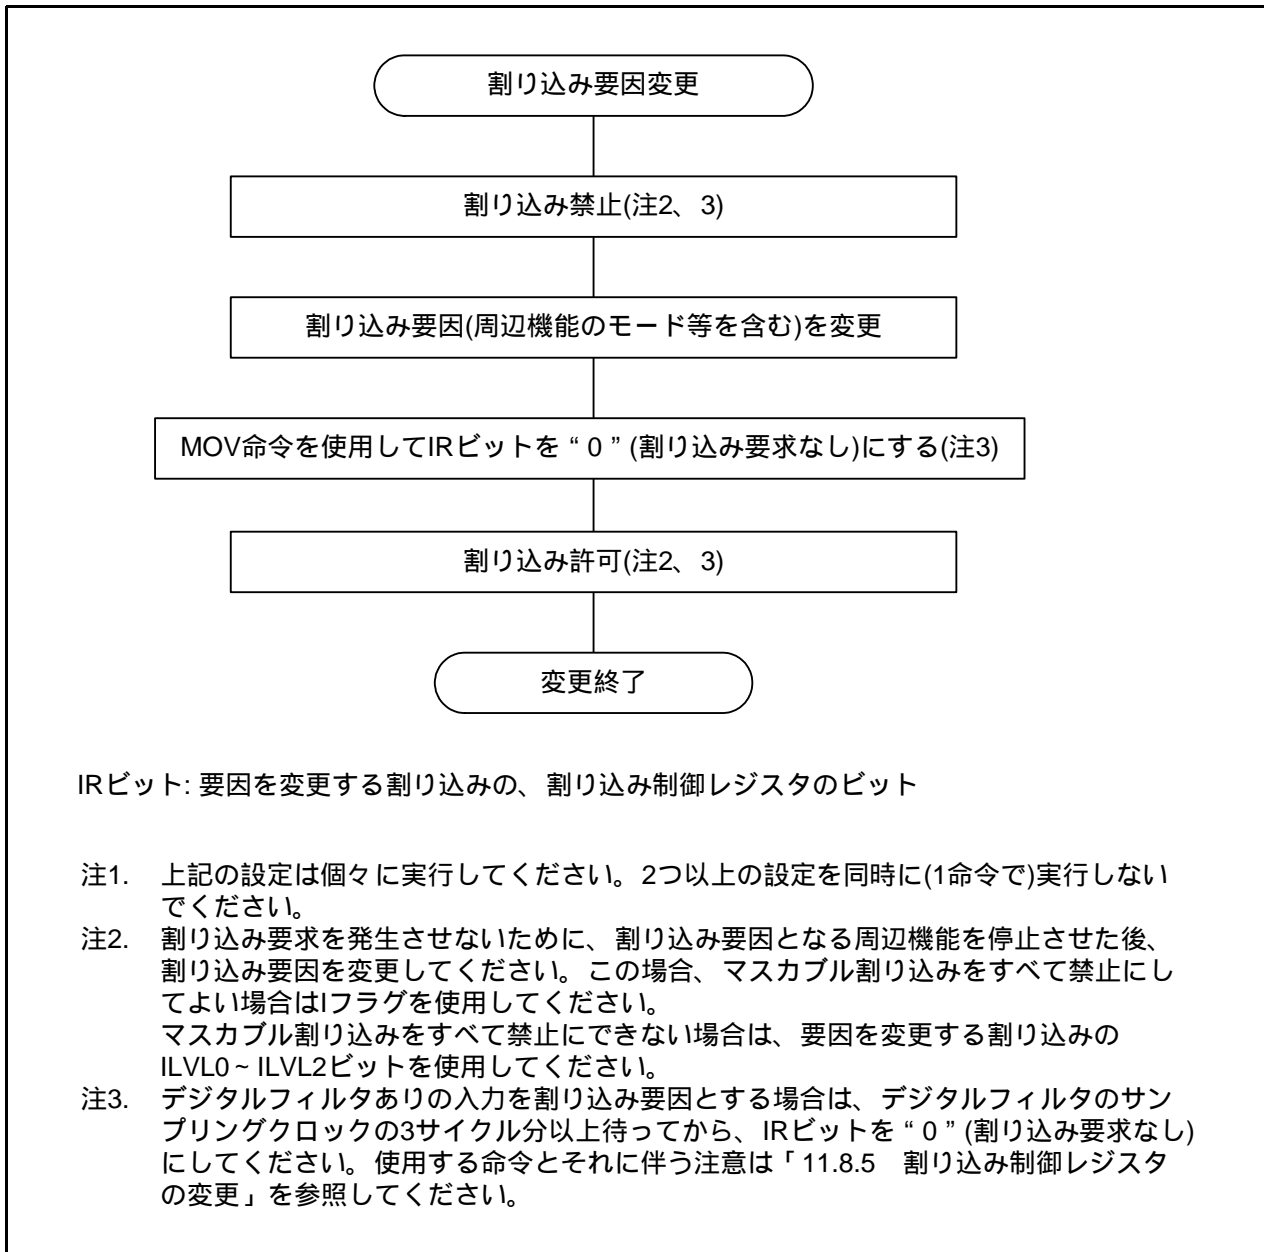 割り込み要因変更
割り込み禁止(注2、3)
割り込み要因(周辺機能のモード等を含む)を変更
MOV命令を使用してIRビットを“0”(割り込み要求なし)にする(注3)
割り込み許可(注2、3)
変更終了
IRビット: 要因を変更する割り込みの、割り込み制御レジスタのビット
注1. 上記の設定は個々に実行してください。2つ以上の設定を同時に(1命令で)実行しない
でください。
注2. 割り込み要求を発生させないために、割り込み要因となる周辺機能を停止させた後、
割り込み要因を変更してください。この場合、マスカブル割り込みをすべて禁止にし
てよい場合はIフラグを使用してください。
マスカブル割り込みをすべて禁止にできない場合は、要因を変更する割り込みの
ILVL0~ILVL2ビットを使用してください。
注3. デジタルフィルタありの入力を割り込み要因とする場合は、デジタルフィルタのサン
プリングクロックの3サイクル分以上待ってから、IRビットを“0”(割り込み要求なし)
にしてください。使用する命令とそれに伴う注意は「11.8.5 割り込み制御レジスタ
の変更」を参照してください。